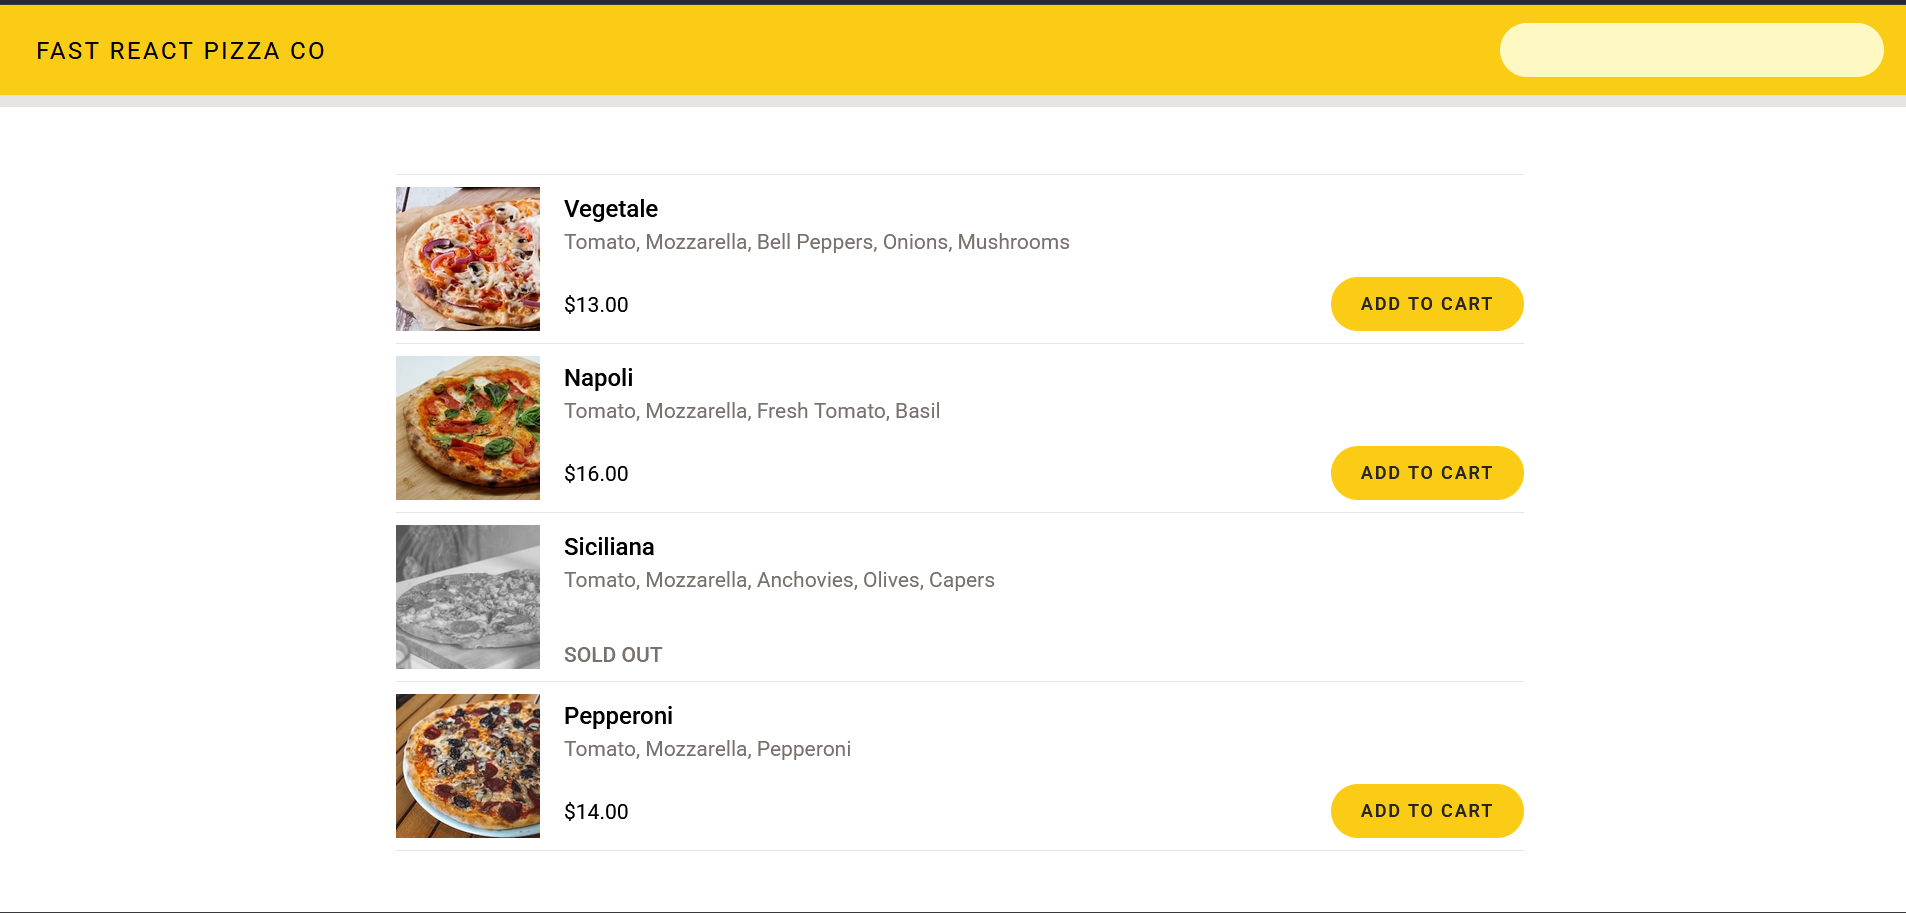 FAST REACT PIZZA CO
Vegetale
Tomato, Mozzarella, Bell Peppers, Onions, Mushrooms
$13.00
ADD TO CART
Napoli
Tomato, Mozzarella, Fresh Tomato, Basil
$16.00
ADD TO CART
Siciliana
Tomato, Mozzarella, Anchovies, Olives, Capers
SOLD OUT
Pepperoni
Tomato, Mozzarella, Pepperoni
$14.00
ADD TO CART